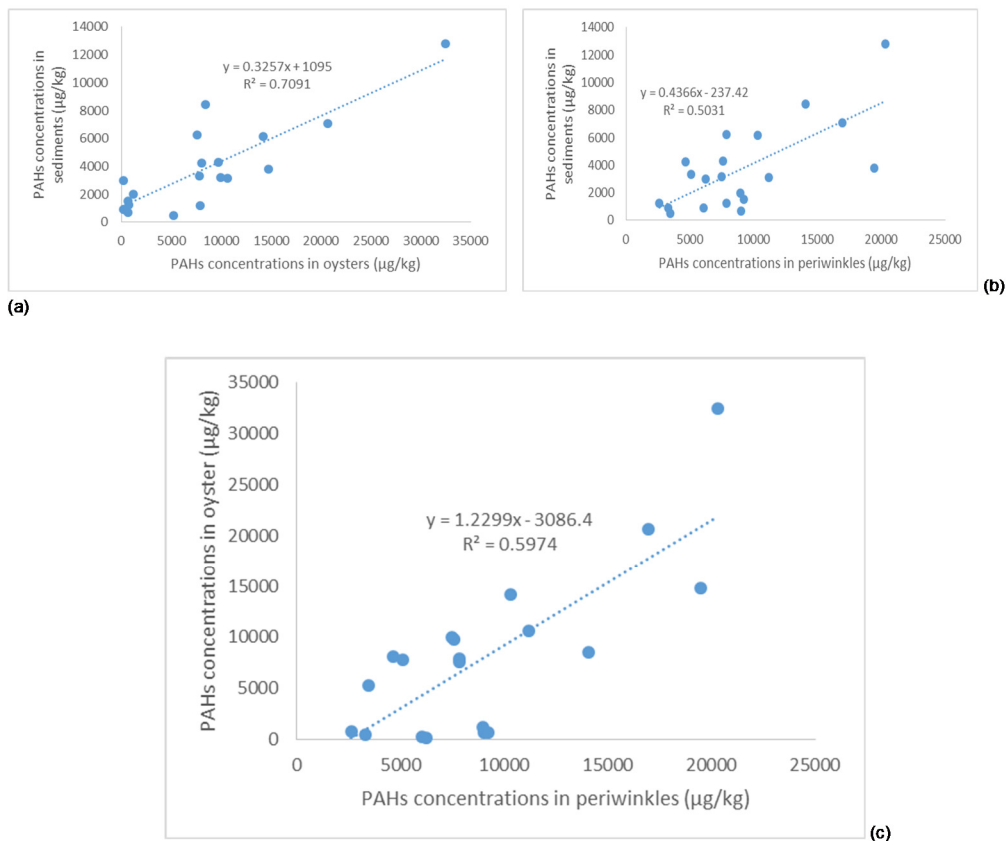 14000
12000
10000
8000
6000
4000
2000
0
PAHs concentrations in
sediments (µg/kg)
y = 0.3257x + 1095
R² = 0.7091
0 5000 10000 15000 20000 25000 30000 35000
PAHs concentrations in oysters (µg/kg)
(a)
14000
12000
10000
8000
6000
4000
2000
0
PAHs concentrations in
sediments (µg/kg)
y = 0.4366x - 237.42
R² = 0.5031
0 5000 10000 15000 20000 25000
PAHs concentrations in periwinkles (µg/kg)
(b)
35000
30000
25000
20000
15000
10000
5000
0
PAHs concentrations in oyster (µg/kg)
y = 1.2299x - 3086.4
R² = 0.5974
0 5000 10000 15000 20000 25000
PAHs concentrations in periwinkles (µg/kg)
(c)